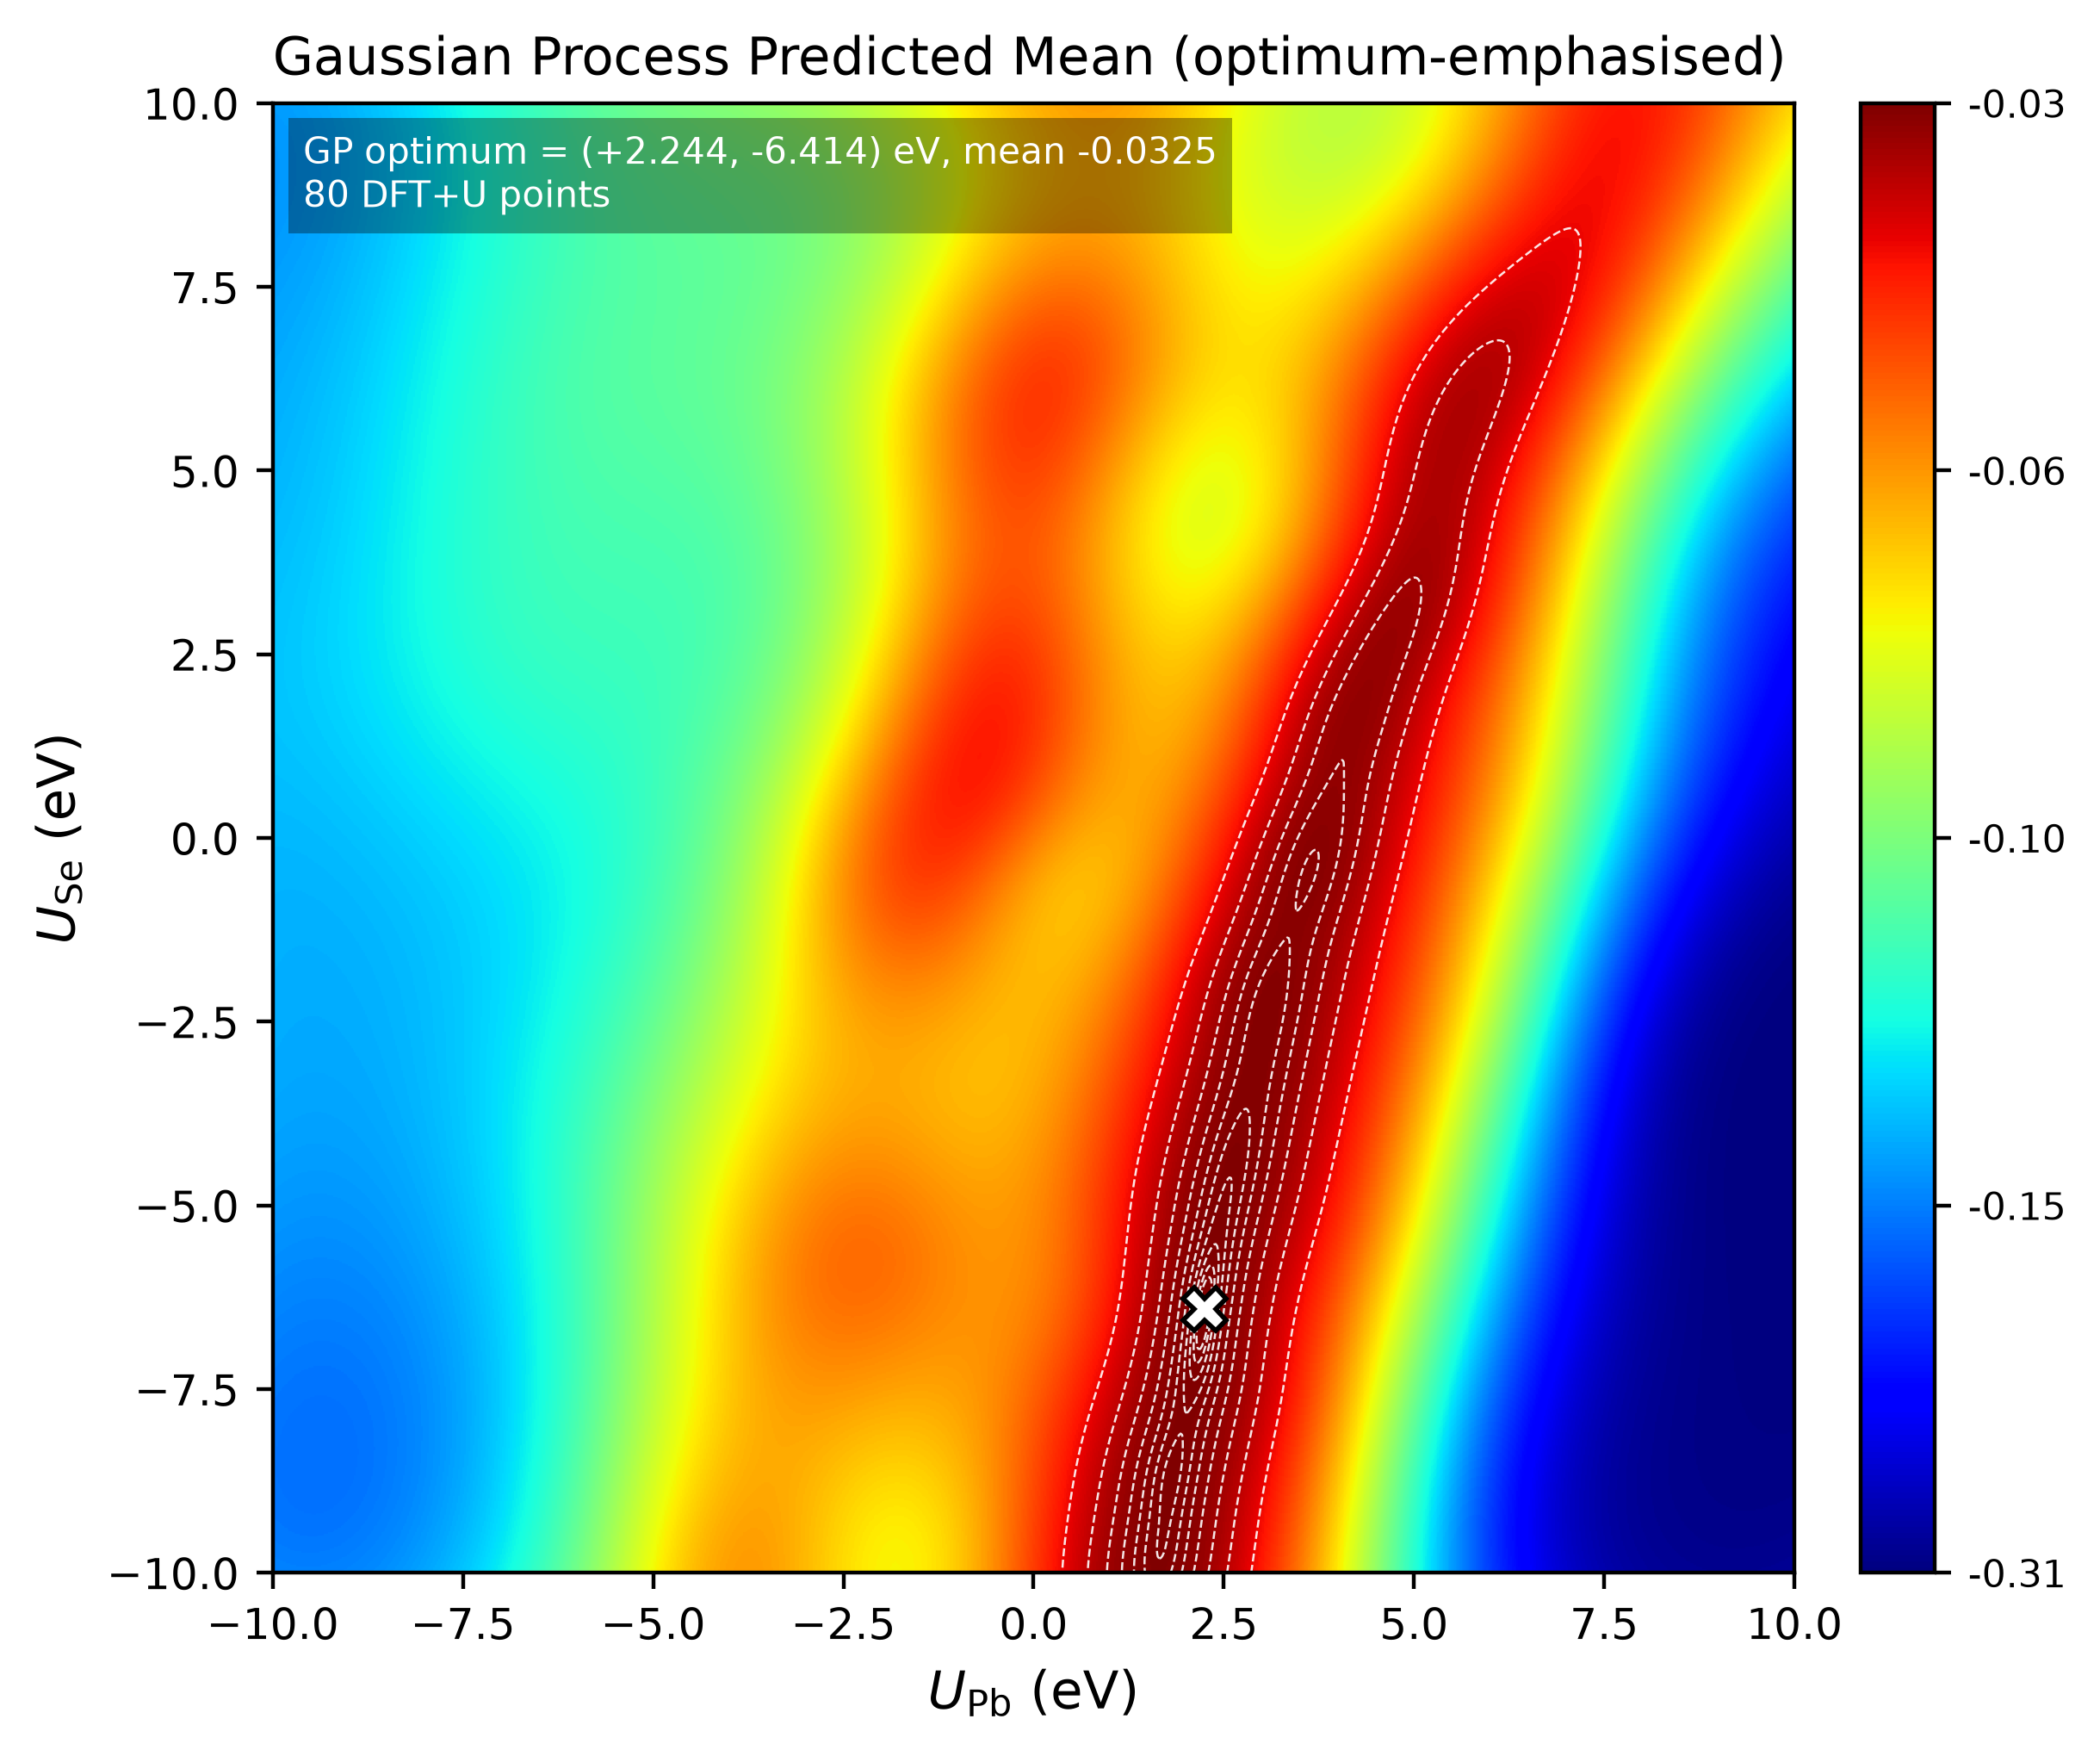 Gaussian Process Predicted Mean (optimum-emphasised)
GP optimum = (+2.244, -6.414) eV, mean -0.0325
80 DFT+U points
10.0
7.5
5.0
2.5
0.0
−2.5
−5.0
−7.5
−10.0
U_Se (eV)
−10.0 −7.5 −5.0 −2.5 0.0 2.5 5.0 7.5 10.0
U_Pb (eV)
-0.03
-0.06
-0.10
-0.15
-0.31